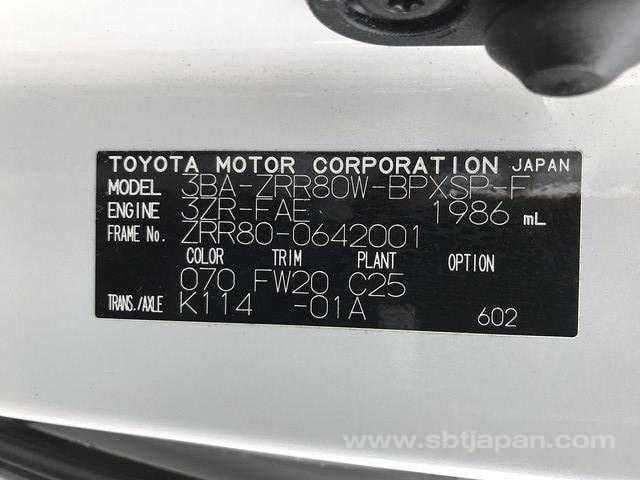 TOYOTA MOTOR CORPORATION JAPAN
MODEL 3BA-ZRR80W-BPXSP-F
ENGINE 3ZR-FAE 1986 mL
FRAME No. ZRR80-0642001
COLOR TRIM PLANT OPTION
070 FW20 C25
TRANS./AXLE K114 -01A 602
www.sbtjapan.com